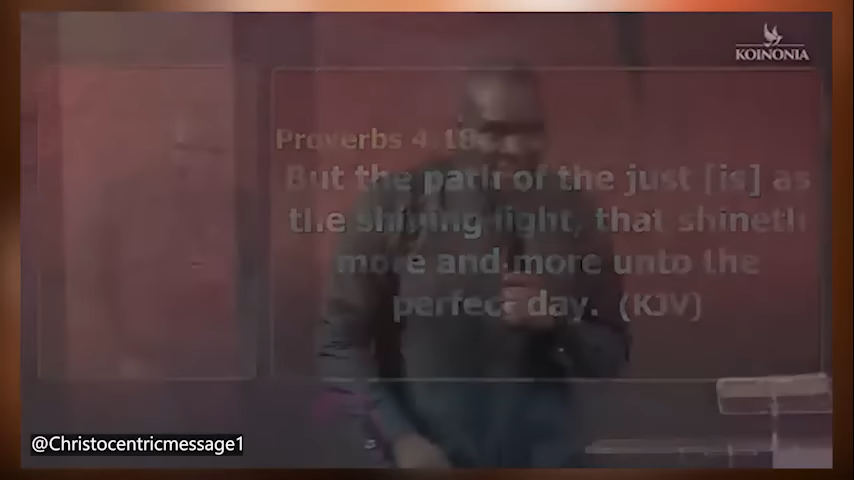 KOINONIA
Proverbs 4 18
But the path of the just [is] as
the shining light, that shineth
more and more unto the
perfect day. (KJV)
@Christocentricmessage1